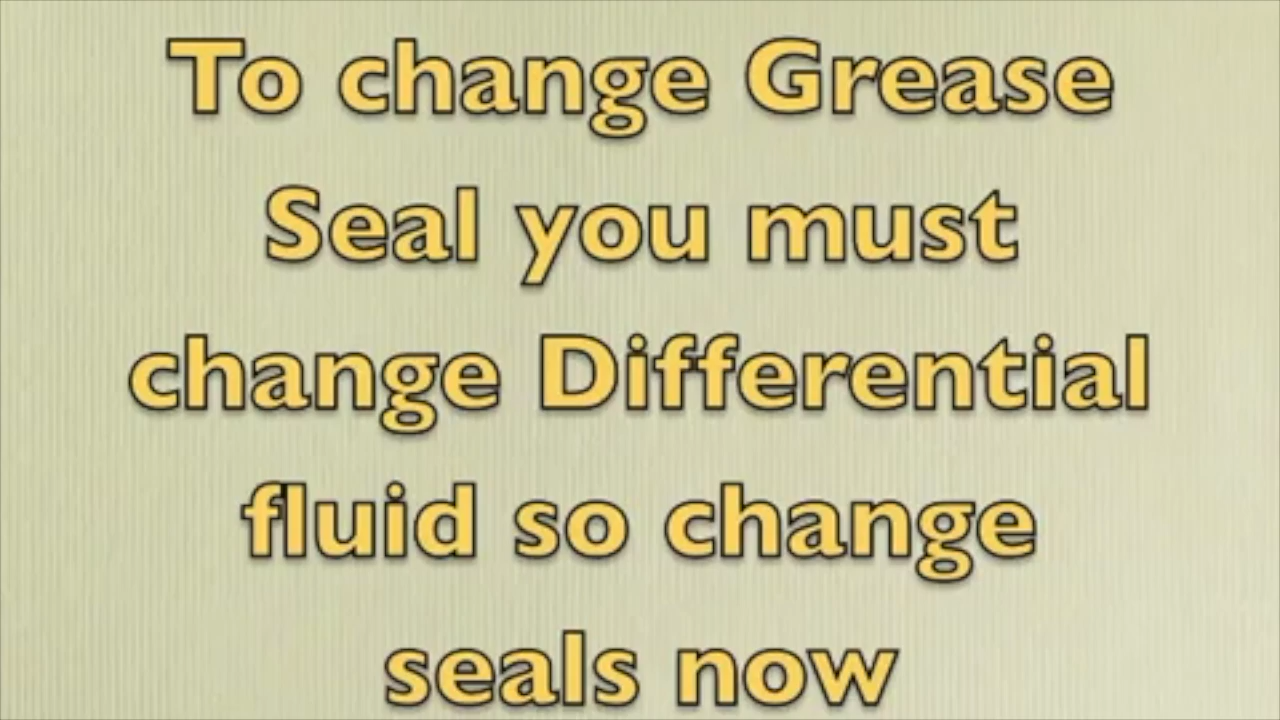 To change Grease
Seal you must
change Differential
fluid so change
seals now